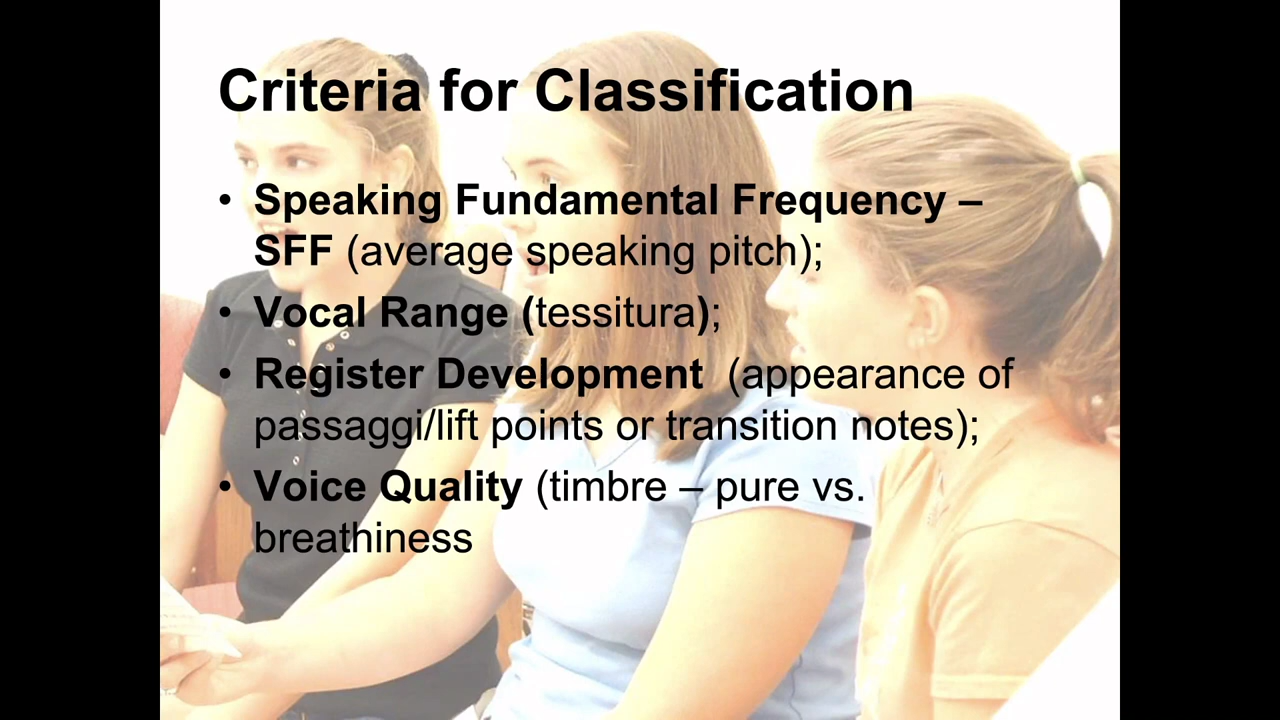 Criteria for Classification
• Speaking Fundamental Frequency –
SFF (average speaking pitch);
• Vocal Range (tessitura);
• Register Development (appearance of
passaggi/lift points or transition notes);
• Voice Quality (timbre – pure vs.
breathiness